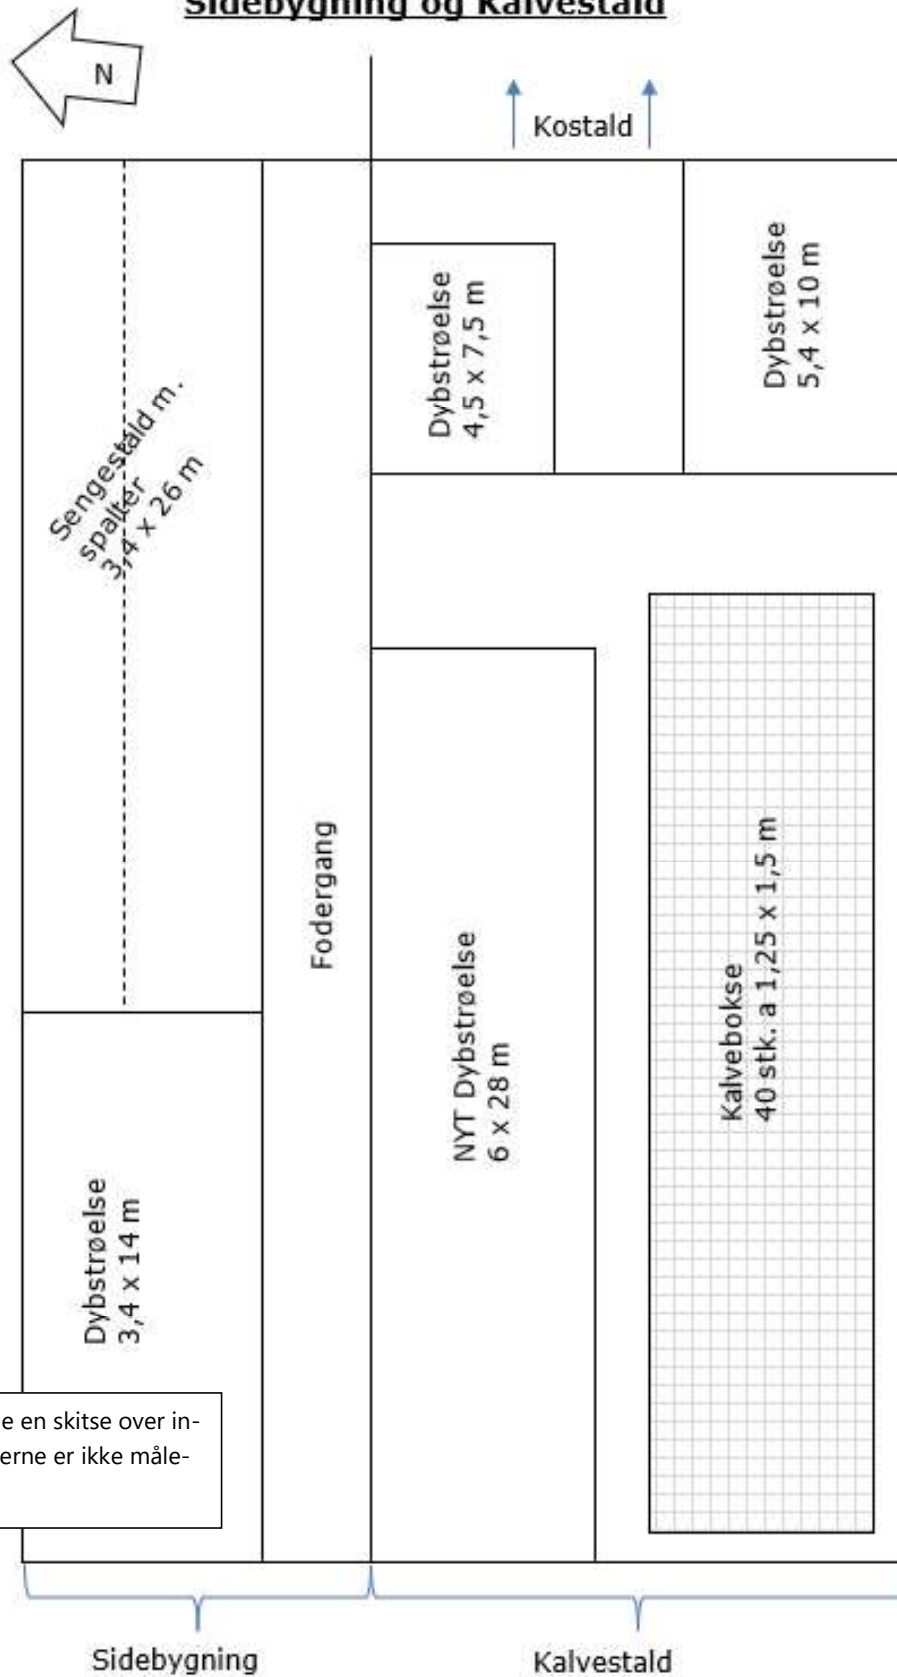 Sidebygning og Kalvestald
N
Kostald
Dybstrøelse
5,4 x 10 m
Dybstrøelse
4,5 x 7,5 m
Sengestald m.
spalter
3,4 x 26 m
Fodergang
NYT Dybstrøelse
6 x 28 m
Kalvebokse
40 stk. a 1,25 x 1,5 m
Dybstrøelse
3,4 x 14 m
e en skitse over in-
erne er ikke måle-
Sidebygning
Kalvestald